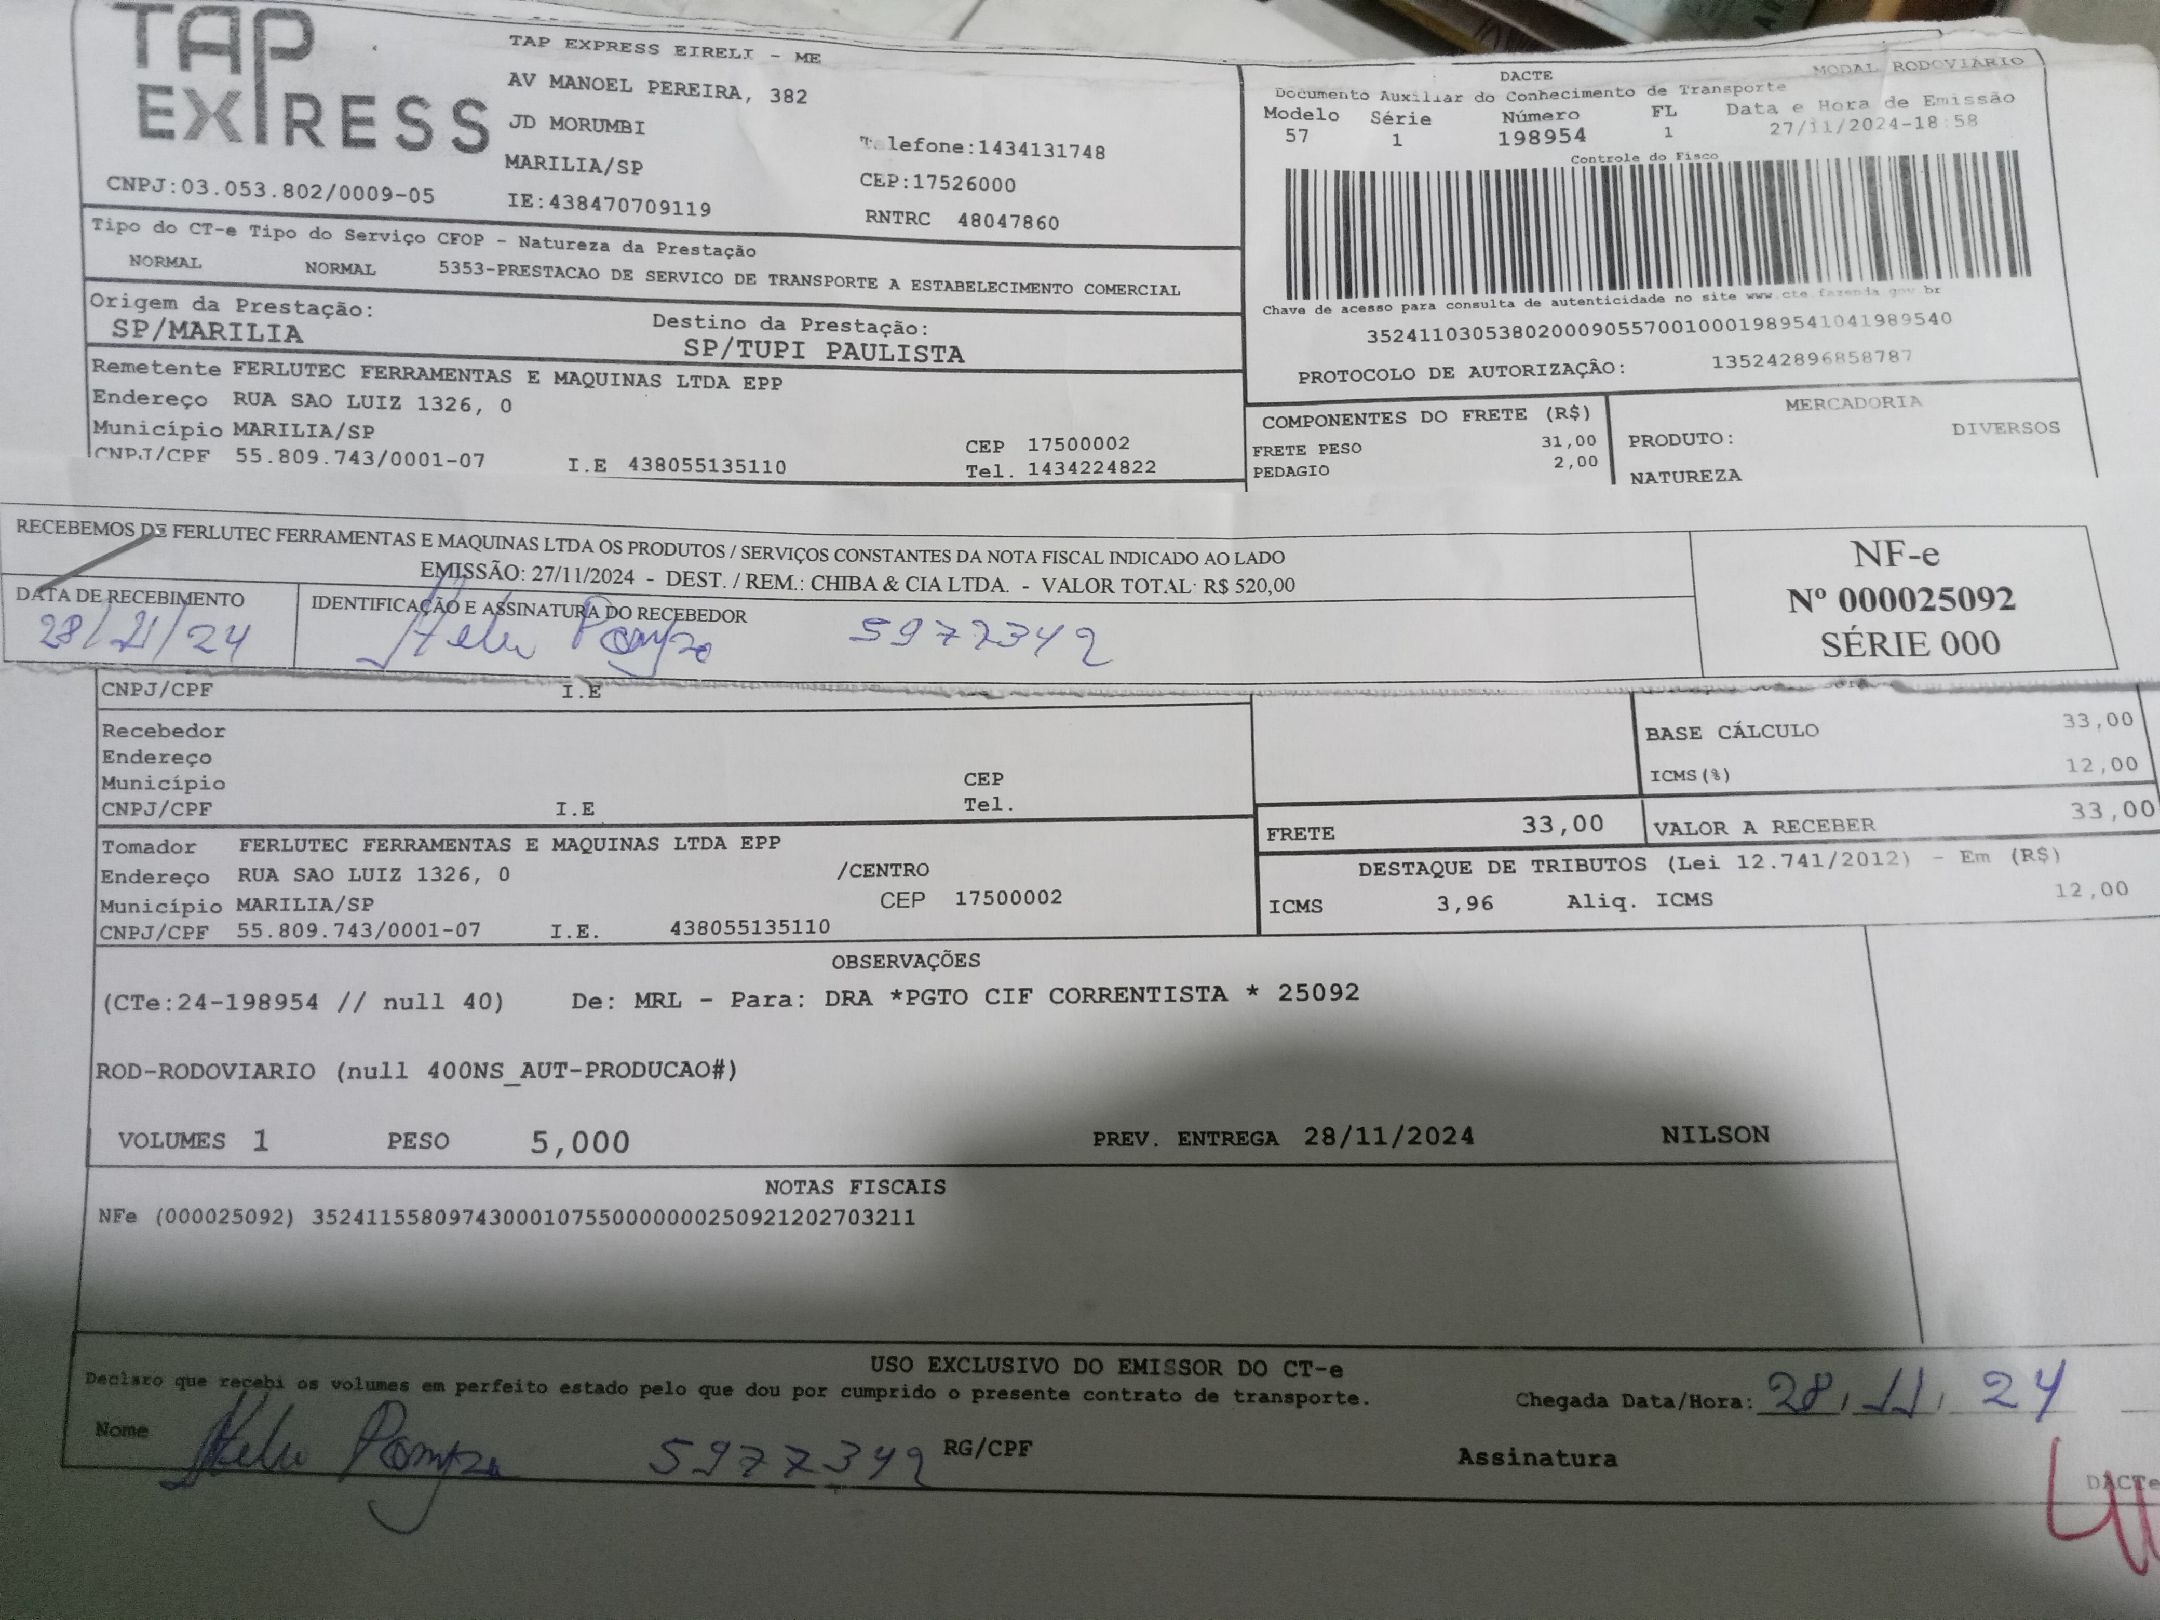 TAP EXPRESS
TAP EXPRESS EIRELI - ME
AV MANOEL PEREIRA, 382
JD MORUMBI
MARILIA/SP
Telefone:1434131748
CEP:17526000
CNPJ:03.053.802/0009-05
IE:438470709119
RNTRC 48047860
MODAL RODOVIÁRIO
DACTE
Documento Auxiliar do Conhecimento de Transporte
Modelo Série Número FL Data e Hora de Emissão
57 1 198954 1 27/11/2024-18:58
Controle do Fisco
Chave de acesso para consulta de autenticidade no site www.cte.fazenda.gov.br
35241103053802000905570010001989541041989540
PROTOCOLO DE AUTORIZAÇÃO: 135242896858787
Tipo do CT-e Tipo do Serviço CFOP - Natureza da Prestação
NORMAL NORMAL 5353-PRESTACAO DE SERVICO DE TRANSPORTE A ESTABELECIMENTO COMERCIAL
Origem da Prestação:
SP/MARILIA
Destino da Prestação:
SP/TUPI PAULISTA
Remetente FERLUTEC FERRAMENTAS E MAQUINAS LTDA EPP
Endereço RUA SAO LUIZ 1326, 0
Município MARILIA/SP CEP 17500002
CNPJ/CPF 55.809.743/0001-07 I.E 438055135110 Tel. 1434224822
COMPONENTES DO FRETE (R$)
FRETE PESO 31,00
PEDAGIO 2,00
MERCADORIA
PRODUTO: DIVERSOS
NATUREZA
RECEBEMOS DE FERLUTEC FERRAMENTAS E MAQUINAS LTDA OS PRODUTOS / SERVIÇOS CONSTANTES DA NOTA FISCAL INDICADO AO LADO
EMISSÃO: 27/11/2024 - DEST. / REM.: CHIBA & CIA LTDA. - VALOR TOTAL: R$ 520,00
DATA DE RECEBIMENTO
28/11/24
IDENTIFICAÇÃO E ASSINATURA DO RECEBEDOR
5977342
NF-e
Nº 000025092
SÉRIE 000
CNPJ/CPF I.E
Recebedor
Endereço
Município CEP
CNPJ/CPF I.E Tel.
BASE CÁLCULO 33,00
ICMS(%) 12,00
FRETE 33,00 VALOR A RECEBER 33,00
Tomador FERLUTEC FERRAMENTAS E MAQUINAS LTDA EPP
Endereço RUA SAO LUIZ 1326, 0 /CENTRO
Município MARILIA/SP CEP 17500002
CNPJ/CPF 55.809.743/0001-07 I.E. 438055135110
DESTAQUE DE TRIBUTOS (Lei 12.741/2012) - Em (R$)
ICMS 3,96 Aliq. ICMS 12,00
OBSERVAÇÕES
(CTe:24-198954 // null 40) De: MRL - Para: DRA *PGTO CIF CORRENTISTA * 25092
ROD-RODOVIARIO (null 400NS_AUT-PRODUCAO#)
VOLUMES 1 PESO 5,000 PREV. ENTREGA 28/11/2024 NILSON
NOTAS FISCAIS
NFe (000025092) 35241155809743000107550000000250921202703211
USO EXCLUSIVO DO EMISSOR DO CT-e
Declaro que recebi os volumes em perfeito estado pelo que dou por cumprido o presente contrato de transporte.
Chegada Data/Hora: 28/11/24
Nome 5977342 RG/CPF Assinatura
DACTe